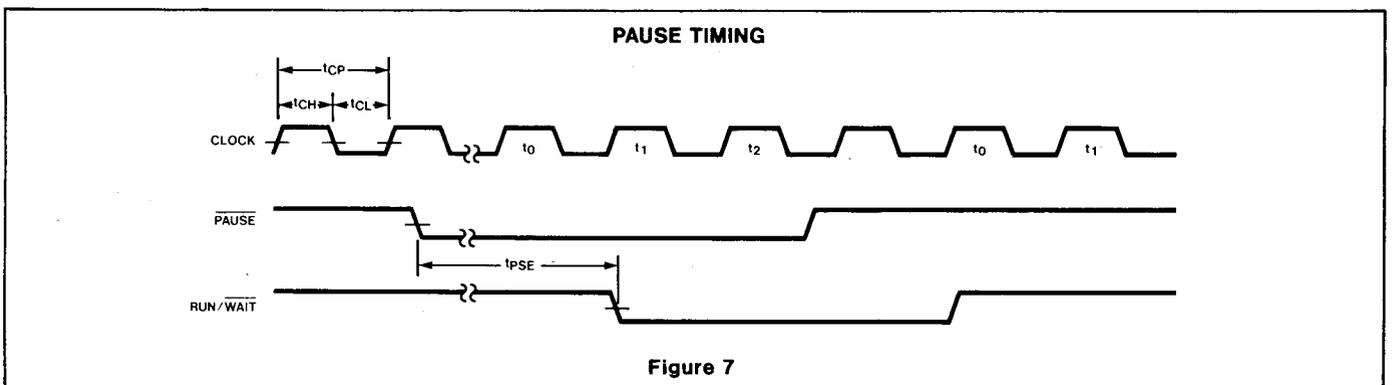 PAUSE TIMING
tCP
tCH tCL
CLOCK
t0 t1 t2 t0 t1
PAUSE
tPSE
RUN/WAIT
Figure 7